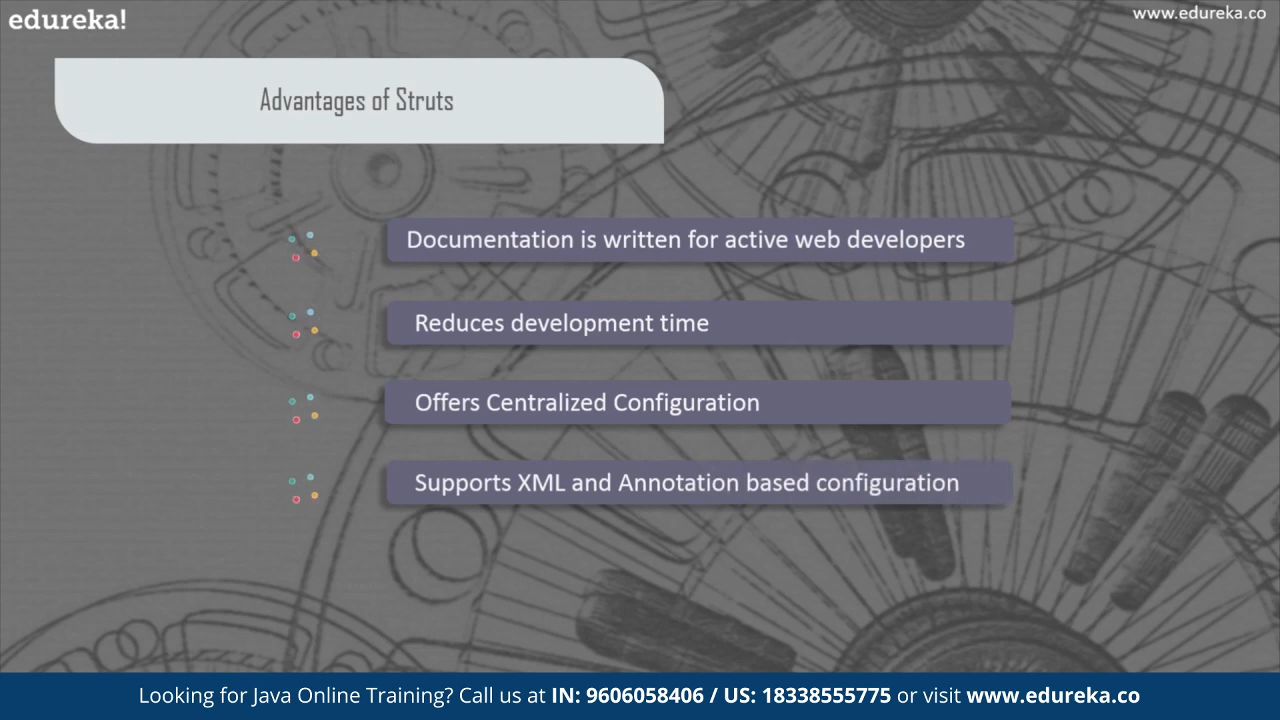 edureka!
www.edureka.co
Advantages of Struts
Documentation is written for active web developers
Reduces development time
Offers Centralized Configuration
Supports XML and Annotation based configuration
Looking for Java Online Training? Call us at IN: 9606058406 / US: 18338555775 or visit www.edureka.co